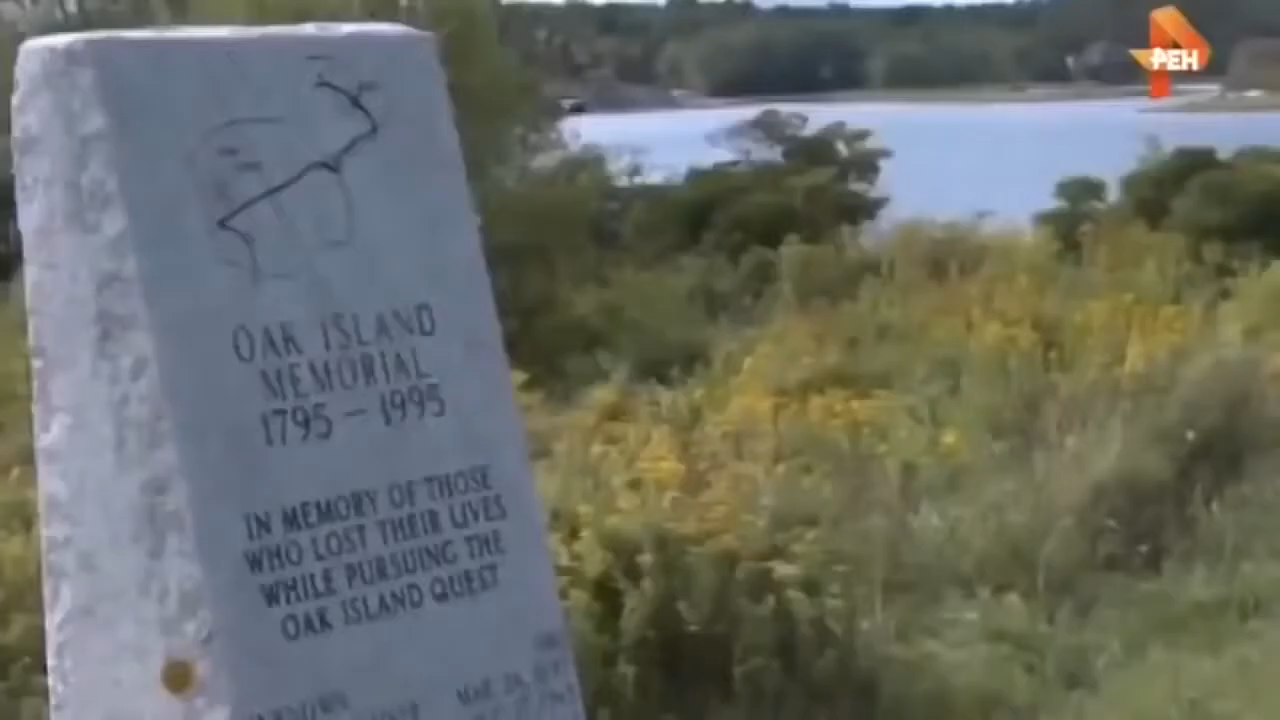 РЕН
OAK ISLAND
MEMORIAL
1795 – 1995
IN MEMORY OF THOSE
WHO LOST THEIR LIVES
WHILE PURSUING THE
OAK ISLAND QUEST